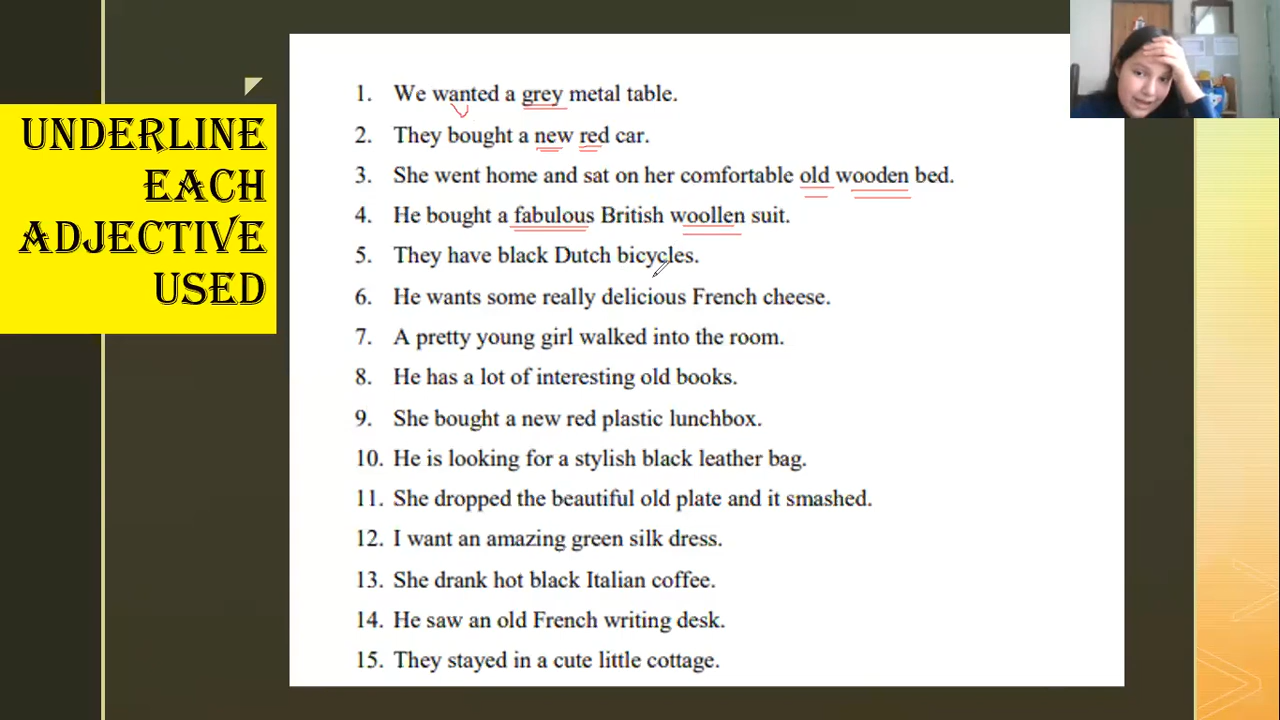 UNDERLINE
EACH
ADJECTIVE
USED
1. We wanted a grey metal table.
v
2. They bought a new red car.
3. She went home and sat on her comfortable old wooden bed.
4. He bought a fabulous British woollen suit.
5. They have black Dutch bicycles.
6. He wants some really delicious French cheese.
7. A pretty young girl walked into the room.
8. He has a lot of interesting old books.
9. She bought a new red plastic lunchbox.
10. He is looking for a stylish black leather bag.
11. She dropped the beautiful old plate and it smashed.
12. I want an amazing green silk dress.
13. She drank hot black Italian coffee.
14. He saw an old French writing desk.
15. They stayed in a cute little cottage.